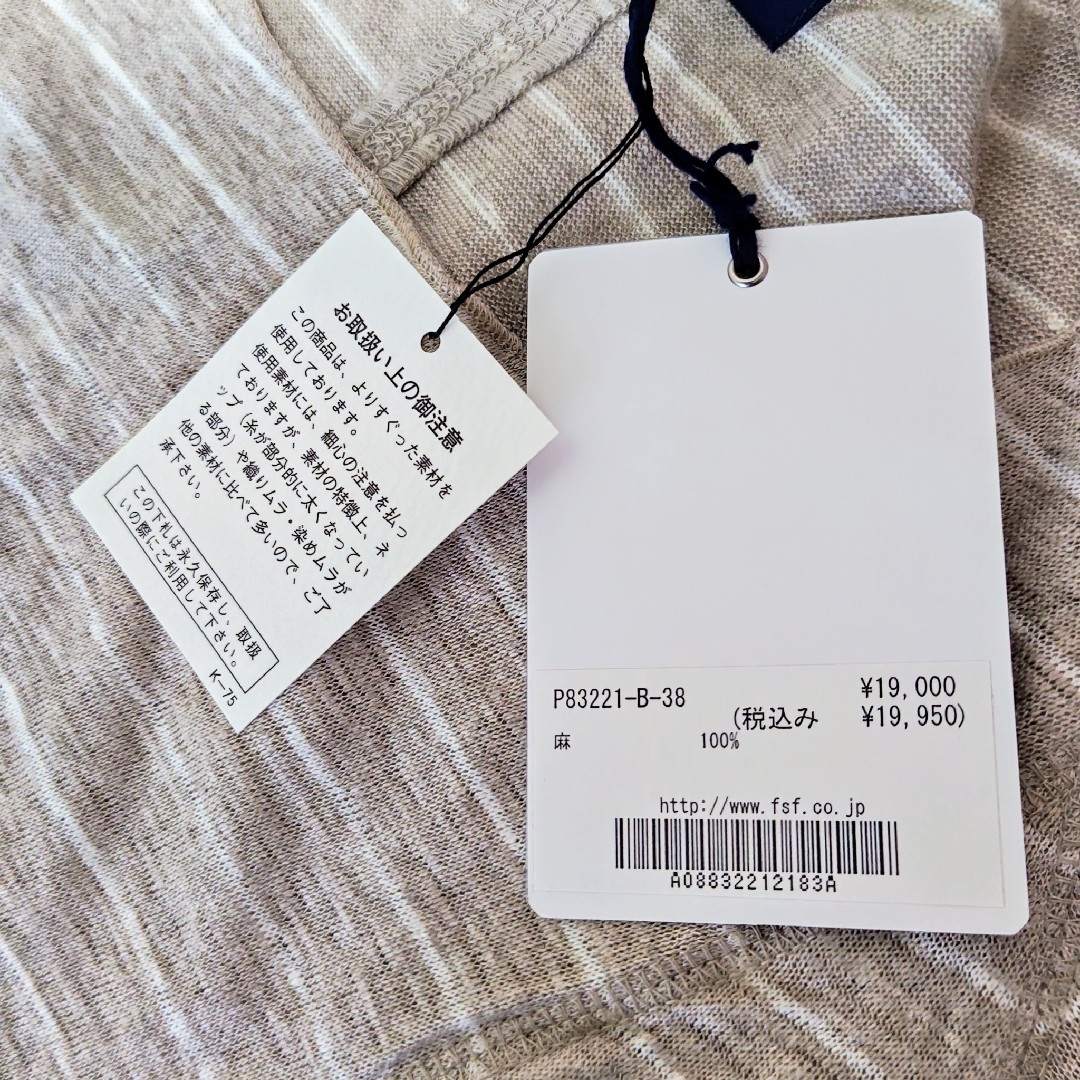 お取扱い上の御注意
この商品は、よりすぐった素材を
使用しております。
使用素材には、細心の注意を払っ
ておりますが、素材の特徴上、ネ
ップ（糸が部分的に太くなってい
る部分）や織りムラ・染めムラが
他の素材に比べて多いので、ご了
承下さい。
この下札は永久保存し、取扱
いの際にご利用して下さい。
K-75
P83221-B-38 ¥19,000
(税込み ¥19,950)
麻 100%
http://www.fsf.co.jp
A08832212183A